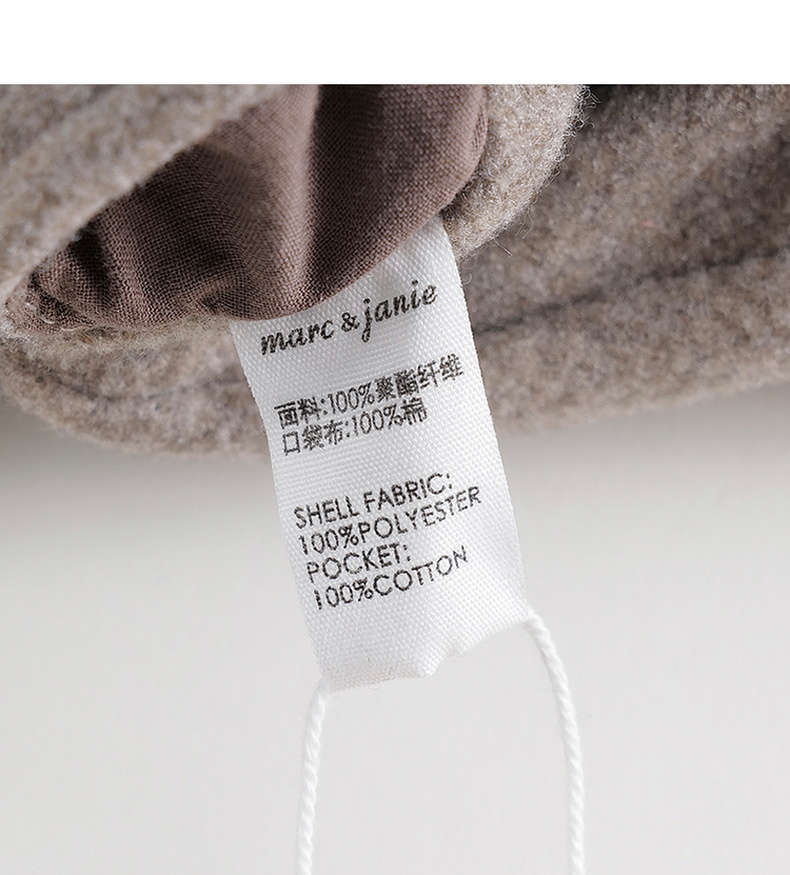 marc & janie
面料:100%聚酯纤维
口袋布:100%棉
SHELL FABRIC:
100%POLYESTER
POCKET:
100%COTTON